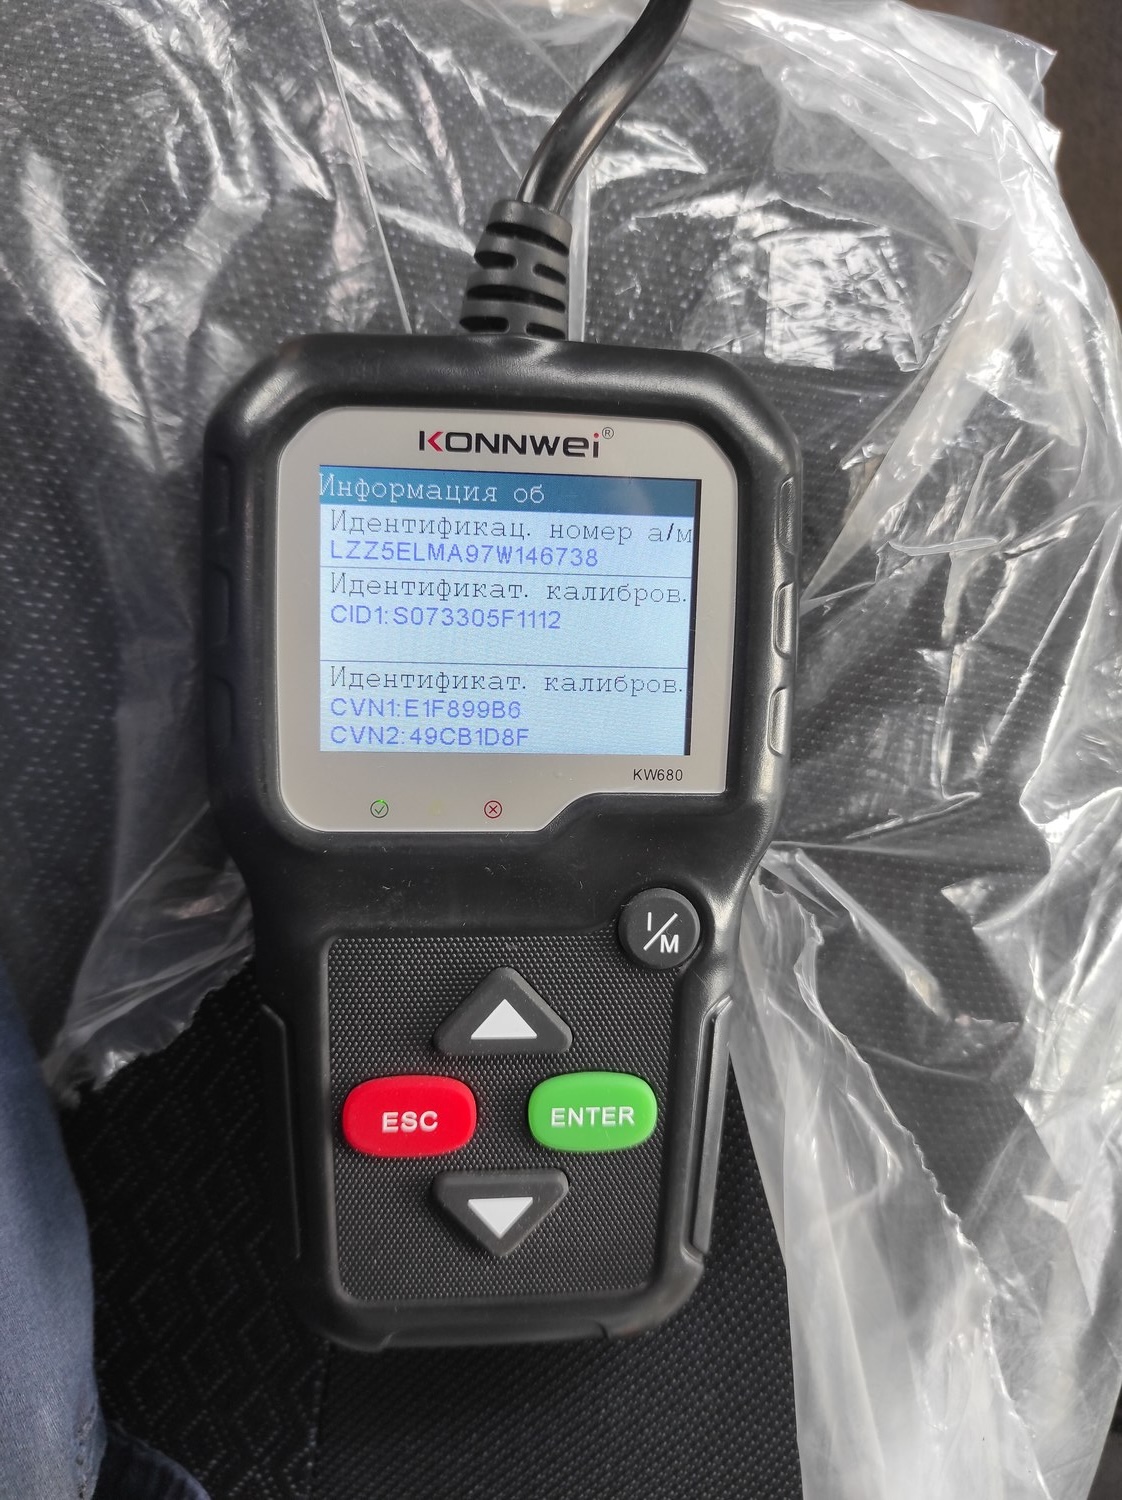 KONNWEI®
Информация об
Идентификац. номер а/м
LZZ5ELMA97W146738
Идентификат. калибров.
CID1:S073305F1112
Идентификат. калибров.
CVN1:E1F899B6
CVN2:49CB1D8F
KW680
I/M
ESC
ENTER